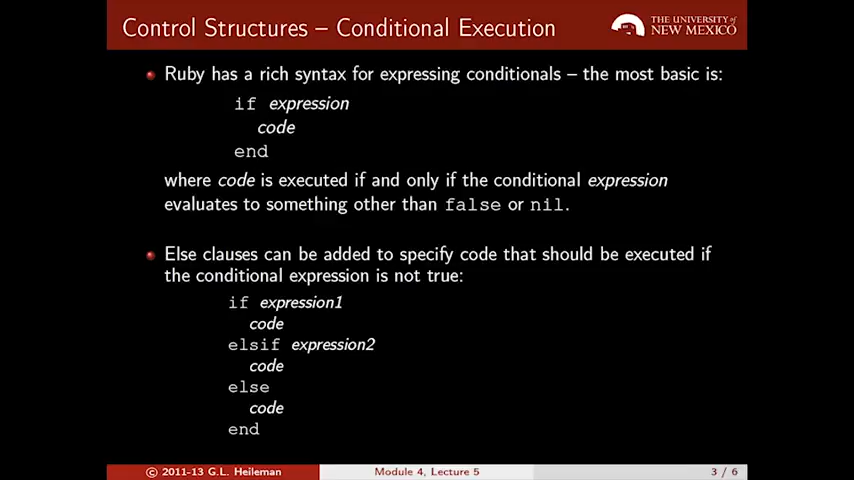 Control Structures – Conditional Execution
THE UNIVERSITY of
NEW MEXICO
Ruby has a rich syntax for expressing conditionals – the most basic is:
if expression
code
end
where code is executed if and only if the conditional expression
evaluates to something other than false or nil.
Else clauses can be added to specify code that should be executed if
the conditional expression is not true:
if expression1
code
elsif expression2
code
else
code
end
© 2011-13 G.L. Heileman
Module 4, Lecture 5
3 / 6